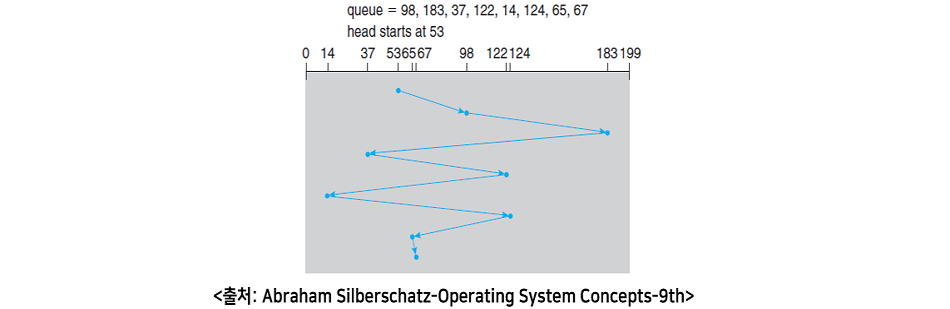 queue = 98, 183, 37, 122, 14, 124, 65, 67
head starts at 53
0 14 37 53 65 67 98 122 124 183 199
<출처: Abraham Silberschatz-Operating System Concepts-9th>